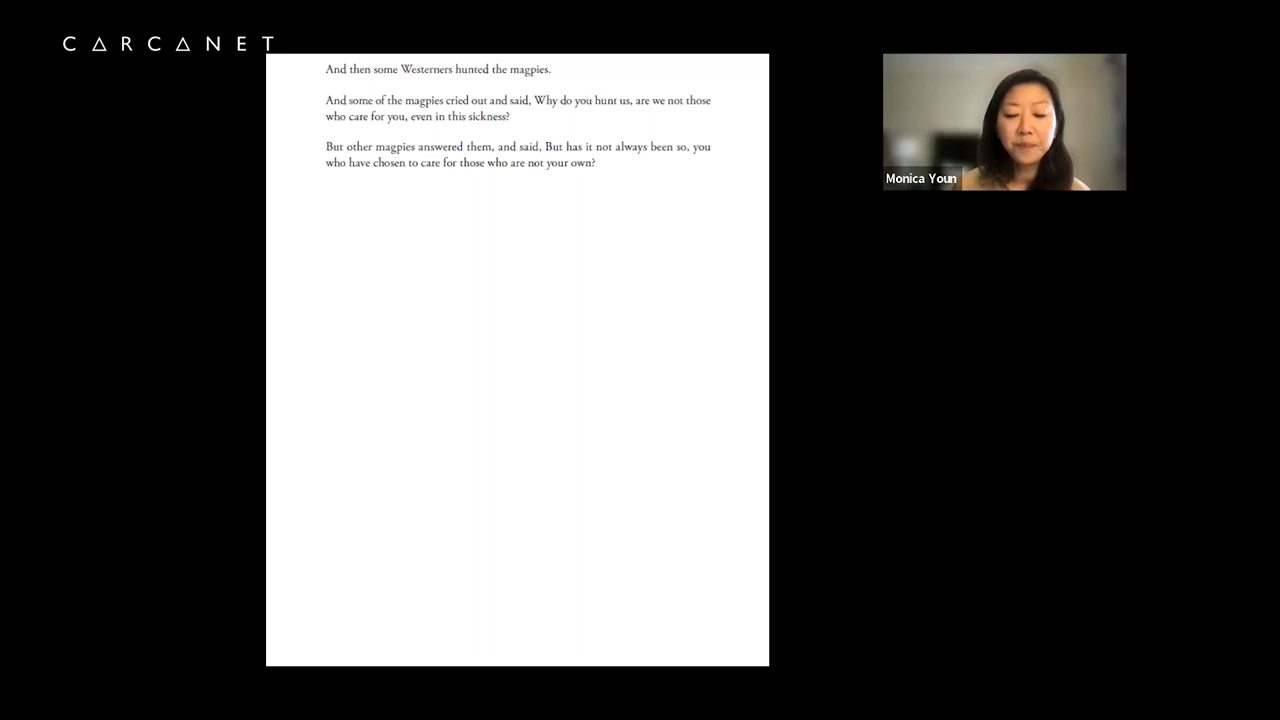 CARCANET
And then some Westerners hunted the magpies.
And some of the magpies cried out and said, Why do you hunt us, are we not those
who care for you, even in this sickness?
But other magpies answered them, and said, But has it not always been so, you
who have chosen to care for those who are not your own?
Monica Youn